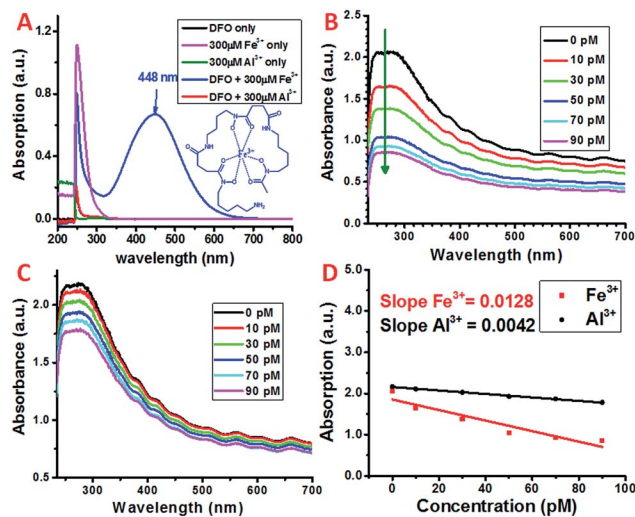 A
DFO only
300µM Fe³⁺ only
300µM Al³⁺ only
DFO + 300µM Fe³⁺
DFO + 300µM Al³⁺
448 nm
Absorption (a.u.)
1.2
0.8
0.4
0.0
200 300 400 500 600 700 800
wavelength (nm)
O
O
O
N
NH
HN
O
Fe³⁺
O
N
NH₂
B
0 pM
10 pM
30 pM
50 pM
70 pM
90 pM
Absorbance (a.u.)
2.5
2.0
1.5
1.0
0.5
0.0
300 400 500 600 700
wavelength (nm)
C
0 pM
10 pM
30 pM
50 pM
70 pM
90 pM
Absorbance (a.u.)
2.0
1.5
1.0
0.5
300 400 500 600 700
wavelength (nm)
D
Slope Fe³⁺= 0.0128
Slope Al³⁺ = 0.0042
Fe³⁺
Al³⁺
Absorption (a.u.)
5.0
4.0
3.0
2.0
1.0
0.0
0 20 40 60 80 100
Concentration (pM)